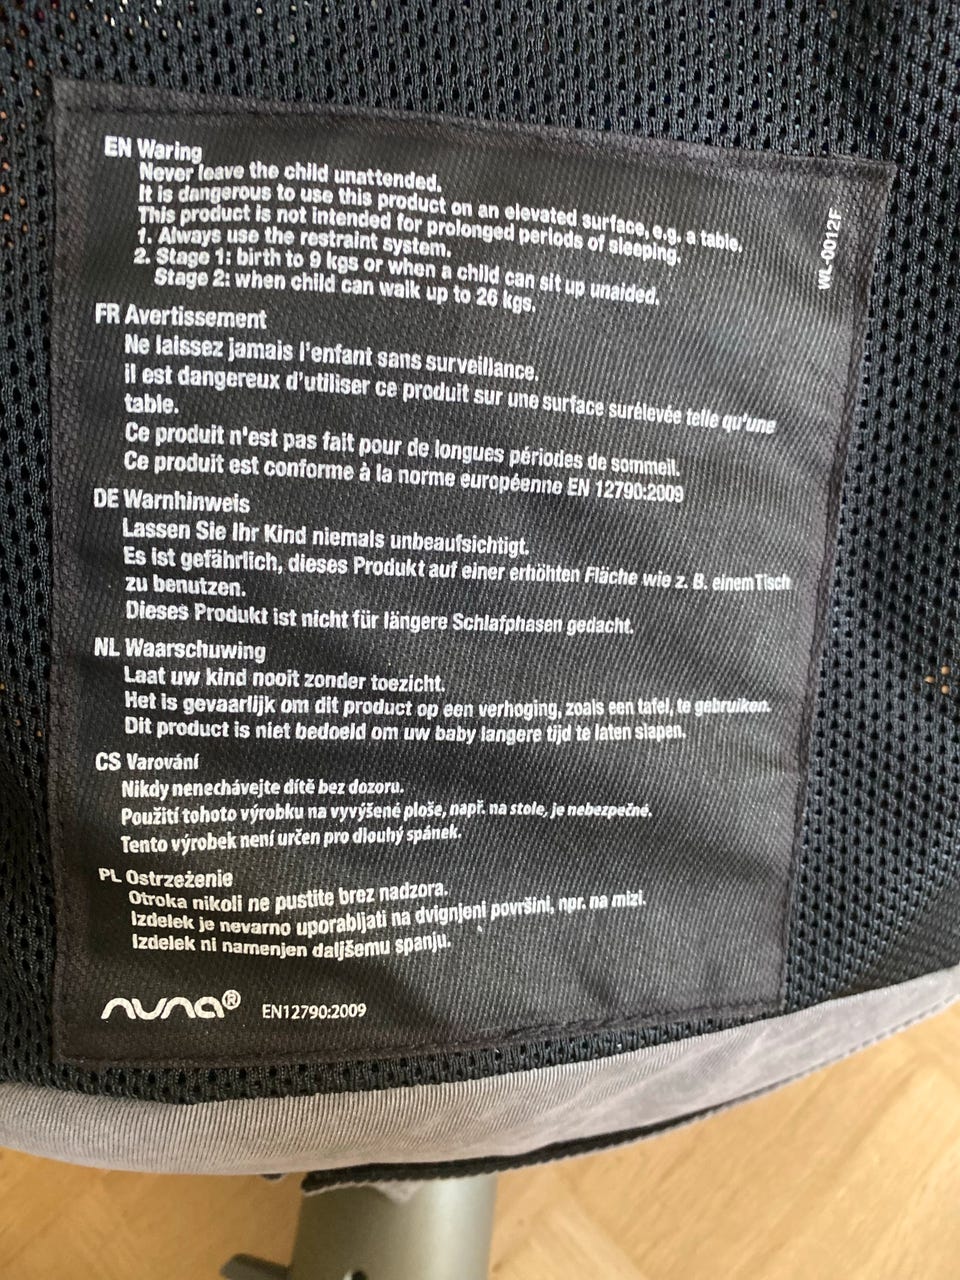 EN Waring
Never leave the child unattended.
It is dangerous to use this product on an elevated surface, e.g. a table.
This product is not intended for prolonged periods of sleeping.
1. Always use the restraint system.
2. Stage 1: birth to 9 kgs or when a child can sit up unaided.
Stage 2: when child can walk up to 26 kgs.
WL-0012F
FR Avertissement
Ne laissez jamais l'enfant sans surveillance.
il est dangereux d'utiliser ce produit sur une surface surélevée telle qu'une
table.
Ce produit n'est pas fait pour de longues périodes de sommeil.
Ce produit est conforme à la norme européenne EN 12790:2009
DE Warnhinweis
Lassen Sie Ihr Kind niemals unbeaufsichtigt.
Es ist gefährlich, dieses Produkt auf einer erhöhten Fläche wie z. B. einem Tisch
zu benutzen.
Dieses Produkt ist nicht für längere Schlafphasen gedacht.
NL Waarschuwing
Laat uw kind nooit zonder toezicht.
Het is gevaarlijk om dit product op een verhoging, zoals een tafel, te gebruiken.
Dit product is niet bedoeld om uw baby langere tijd te laten slapen.
CS Varování
Nikdy nenechávejte dítě bez dozoru.
Použití tohoto výrobku na vyvýšené ploše, např. na stole, je nebezpečné.
Tento výrobek není určen pro dlouhý spánek.
PL Ostrzeżenie
Otroka nikoli ne pustite brez nadzora.
Izdelek je nevarno uporabljati na dvignjeni površini, npr. na mizi.
Izdelek ni namenjen daljšemu spanju.
nuna® EN12790:2009